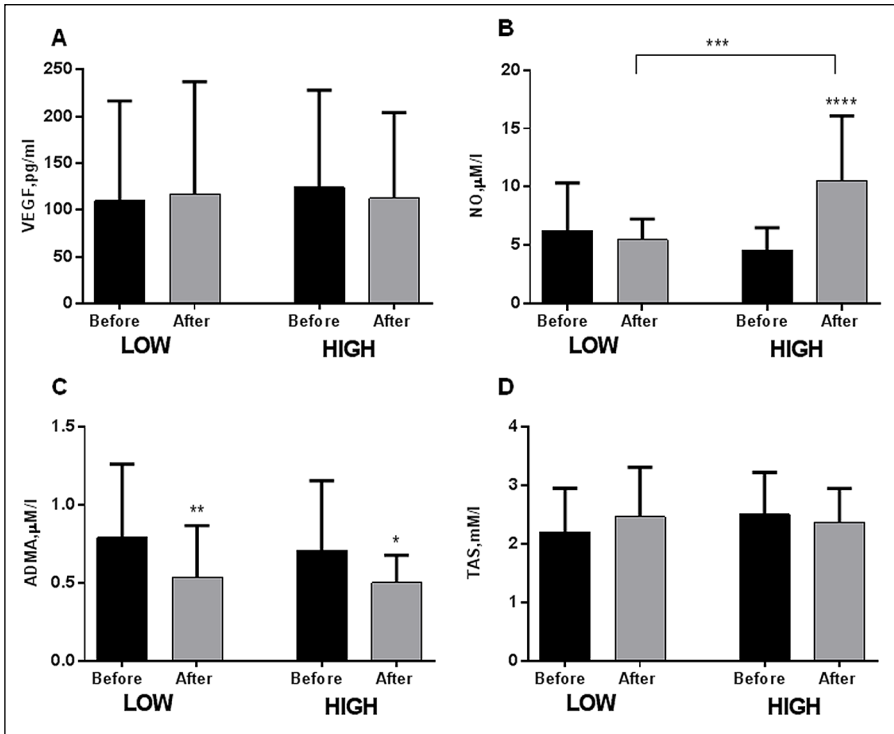 A
VEGF,pg/ml
250
200
150
100
50
0
Before After Before After
LOW HIGH
B
***
****
NO,µM/l
20
15
10
5
0
Before After Before After
LOW HIGH
C
ADMA,µM/l
1.5
1.0
0.5
0.0
**
*
Before After Before After
LOW HIGH
D
TAS,mM/l
4
3
2
1
0
Before After Before After
LOW HIGH